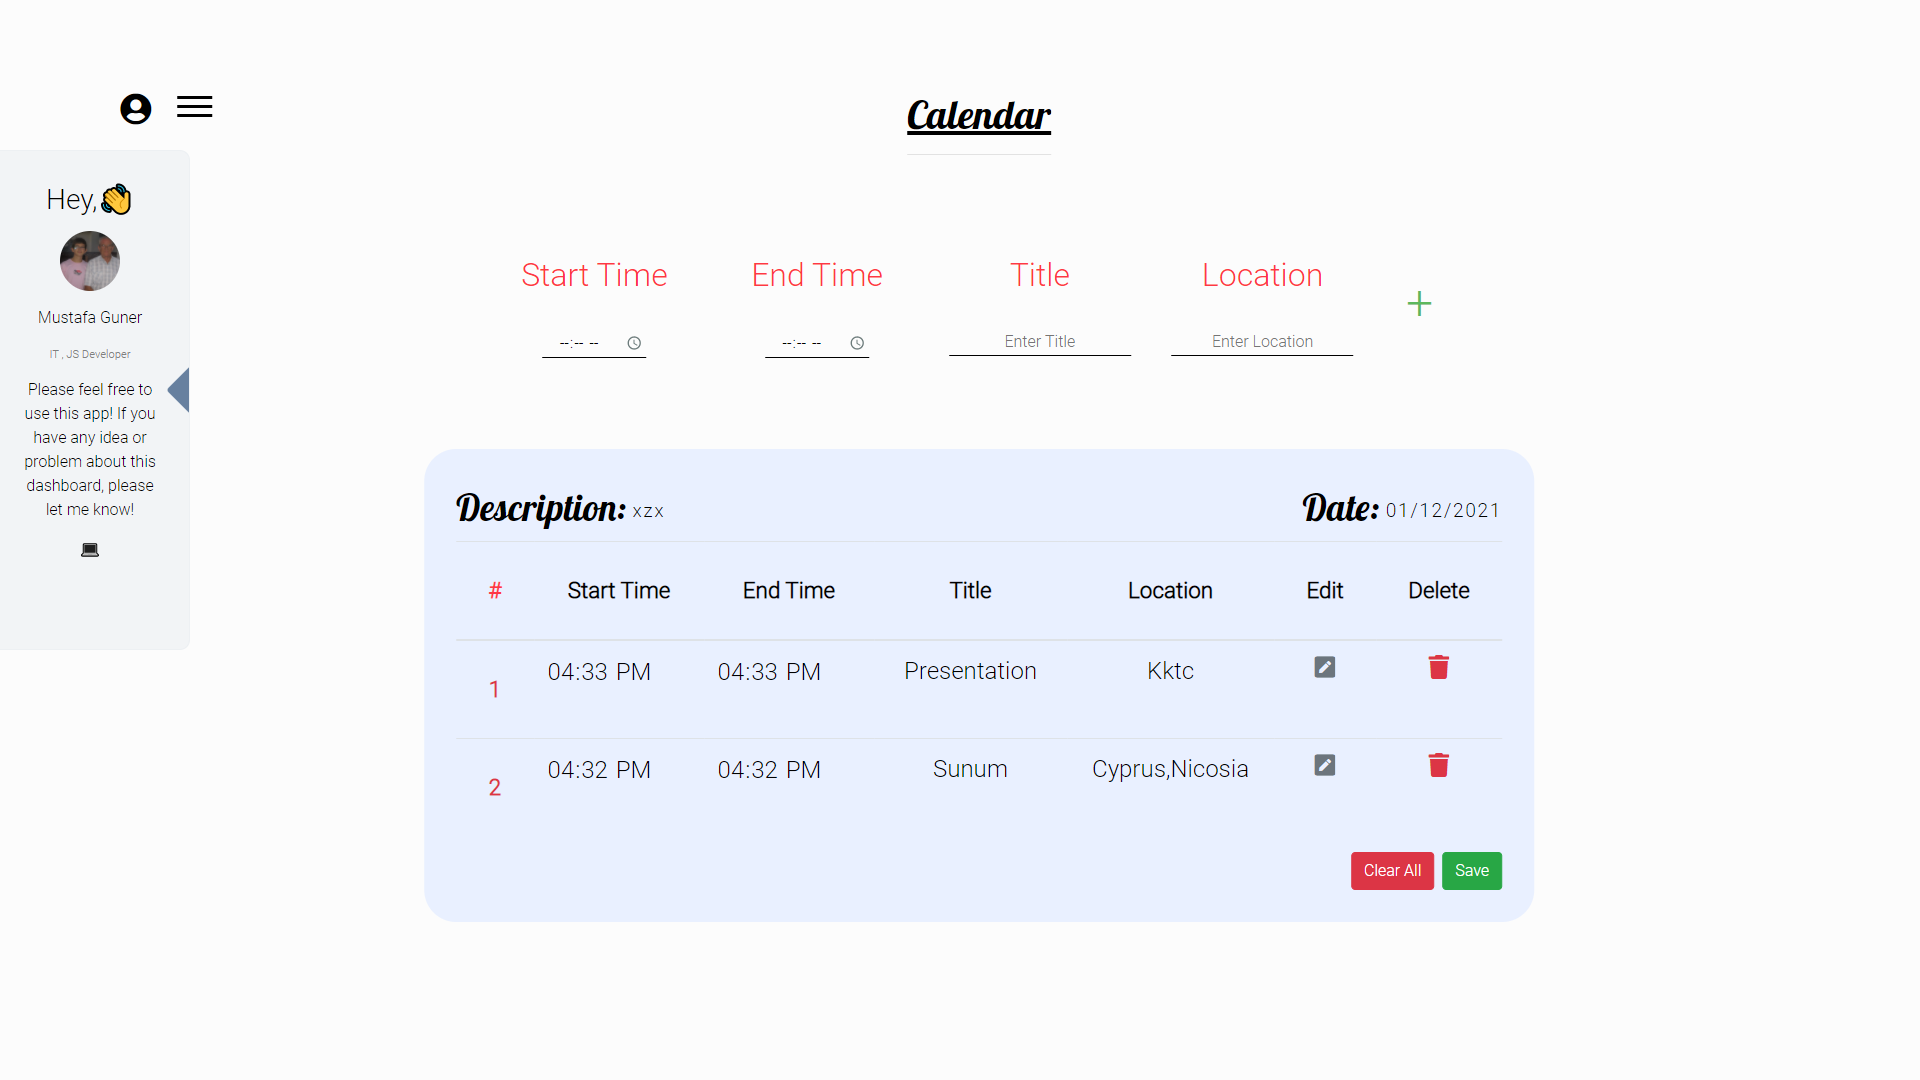 Calendar
Hey,
Mustafa Guner
IT , JS Developer
Please feel free to
use this app! If you
have any idea or
problem about this
dashboard, please
let me know!
Start Time End Time Title Location
--:-- -- --:-- -- Enter Title Enter Location
Description: xzx Date: 01/12/2021
# Start Time End Time Title Location Edit Delete
1 04:33 PM 04:33 PM Presentation Kktc
2 04:32 PM 04:32 PM Sunum Cyprus,Nicosia
Clear All Save